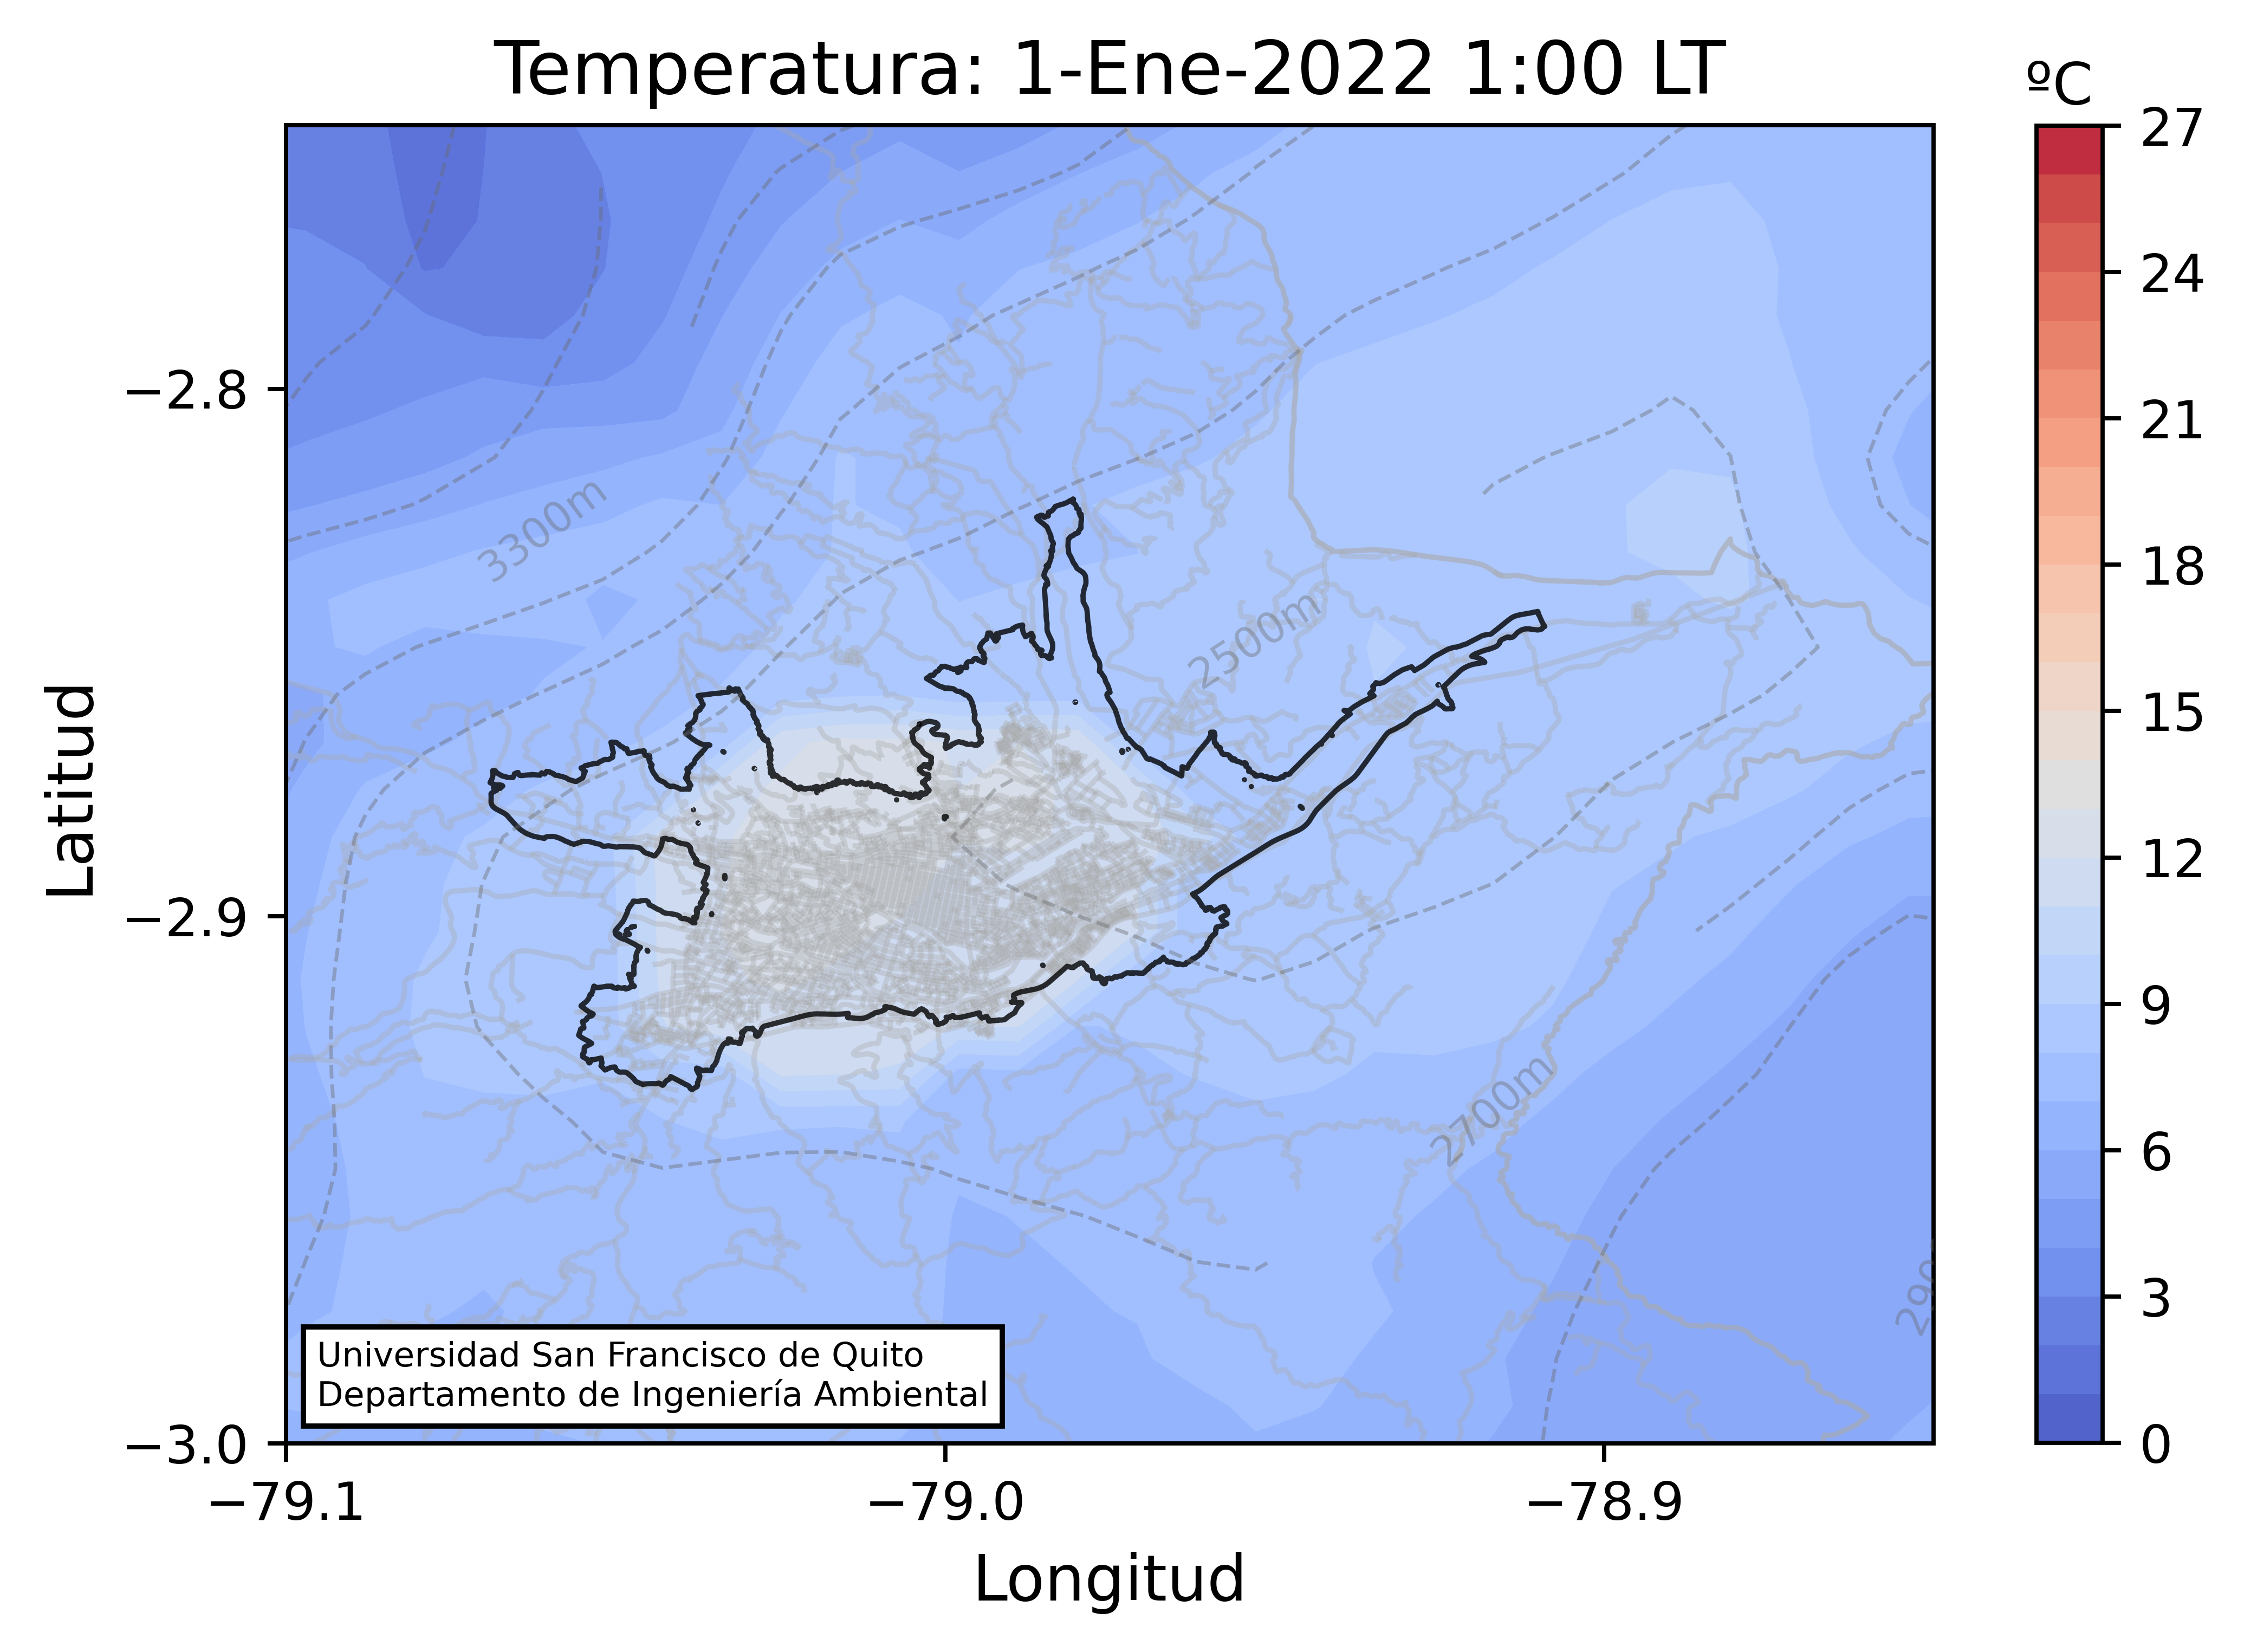 Temperatura: 1-Ene-2022 1:00 LT
ºC
27
24
21
18
15
12
9
6
3
0
Latitud
−2.8
−2.9
−3.0
3300m
2500m
2700m
Universidad San Francisco de Quito
Departamento de Ingeniería Ambiental
−79.1
−79.0
−78.9
Longitud